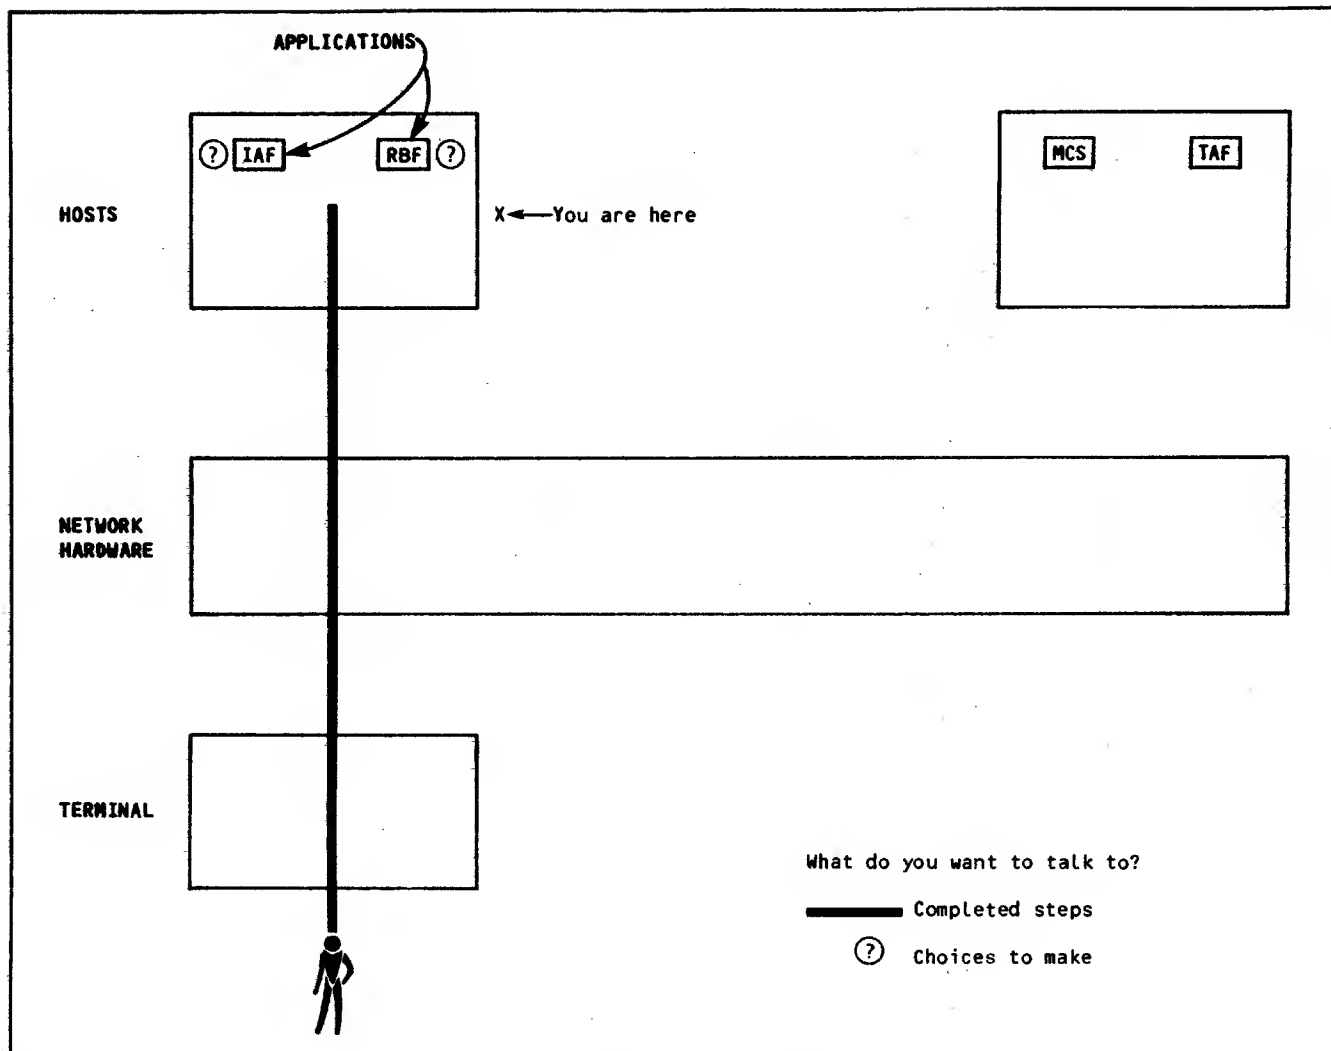 APPLICATIONS
? IAF RBF ?
MCS TAF
HOSTS
X You are here
NETWORK
HARDWARE
TERMINAL
What do you want to talk to?
Completed steps
? Choices to make